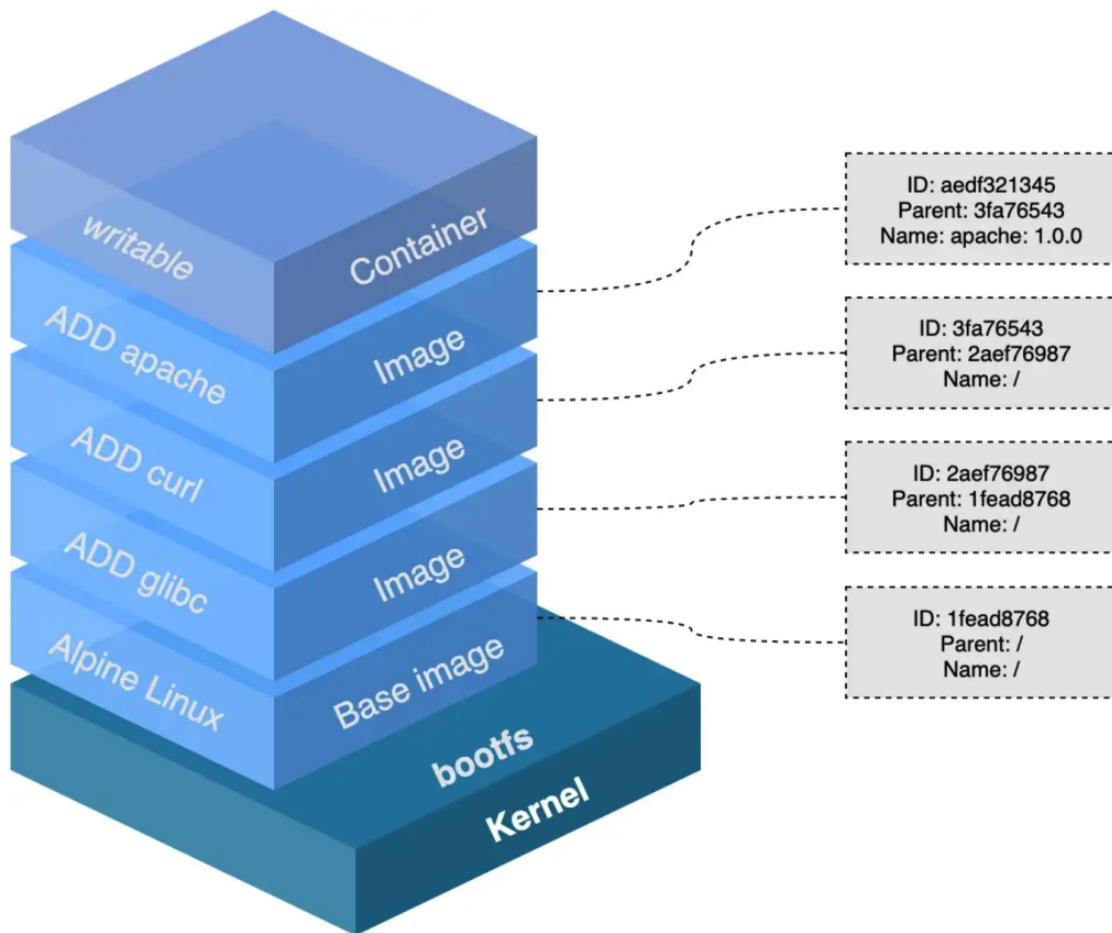 writable
Container
ADD apache
Image
ADD curl
Image
ADD glibc
Image
Alpine Linux
Base image
bootfs
Kernel
ID: aedf321345
Parent: 3fa76543
Name: apache: 1.0.0
ID: 3fa76543
Parent: 2aef76987
Name: /
ID: 2aef76987
Parent: 1fead8768
Name: /
ID: 1fead8768
Parent: /
Name: /